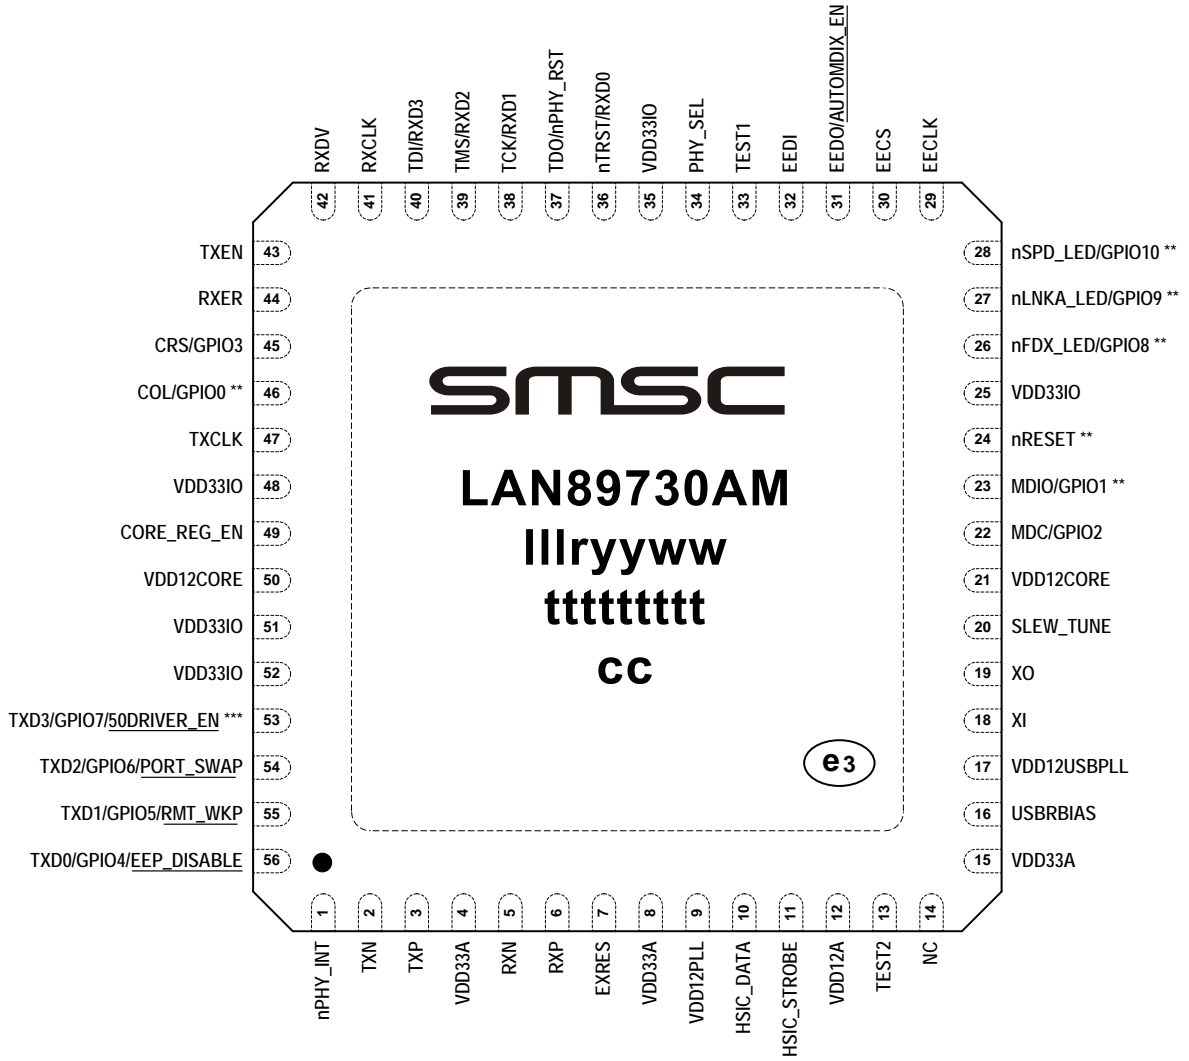 RXDV
RXCLK
TDI/RXD3
TMS/RXD2
TCK/RXD1
TDO/nPHY_RST
nTRST/RXD0
VDD33IO
PHY_SEL
TEST1
EEDI
EEDO/AUTOMDIX_EN
EECS
EECLK
42
41
40
39
38
37
36
35
34
33
32
31
30
29
TXEN 43
RXER 44
CRS/GPIO3 45
COL/GPIO0 ** 46
TXCLK 47
VDD33IO 48
CORE_REG_EN 49
VDD12CORE 50
VDD33IO 51
VDD33IO 52
TXD3/GPIO7/50DRIVER_EN *** 53
TXD2/GPIO6/PORT_SWAP 54
TXD1/GPIO5/RMT_WKP 55
TXD0/GPIO4/EEP_DISABLE 56
smsc
LAN89730AM
lllryyww
tttttttttt
cc
e3
28 nSPD_LED/GPIO10 **
27 nLNKA_LED/GPIO9 **
26 nFDX_LED/GPIO8 **
25 VDD33IO
24 nRESET **
23 MDIO/GPIO1 **
22 MDC/GPIO2
21 VDD12CORE
20 SLEW_TUNE
19 XO
18 XI
17 VDD12USBPLL
16 USBRBIAS
15 VDD33A
1
2
3
4
5
6
7
8
9
10
11
12
13
14
nPHY_INT
TXN
TXP
VDD33A
RXN
RXP
EXRES
VDD33A
VDD12PLL
HSIC_DATA
HSIC_STROBE
VDD12A
TEST2
NC